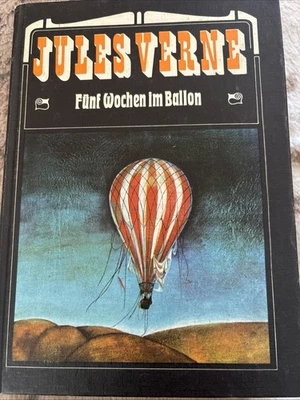 JULES VERNE
Fünf Wochen im Ballon